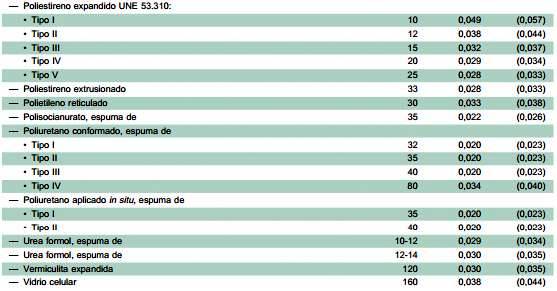 — Poliestireno expandido UNE 53.310:
• Tipo I 10 0,049 (0,057)
• Tipo II 12 0,038 (0,044)
• Tipo III 15 0,032 (0,037)
• Tipo IV 20 0,029 (0,034)
• Tipo V 25 0,028 (0,033)
— Poliestireno extrusionado 33 0,028 (0,033)
— Polietileno reticulado 30 0,033 (0,038)
— Polisocianurato, espuma de 35 0,022 (0,026)
— Poliuretano conformado, espuma de
• Tipo I 32 0,020 (0,023)
• Tipo II 35 0,020 (0,023)
• Tipo III 40 0,020 (0,023)
• Tipo IV 80 0,034 (0,040)
— Poliuretano aplicado in situ, espuma de
• Tipo I 35 0,020 (0,023)
• Tipo II 40 0,020 (0,023)
— Urea formol, espuma de 10-12 0,029 (0,034)
— Urea formol, espuma de 12-14 0,030 (0,035)
— Vermiculita expandida 120 0,030 (0,035)
— Vidrio celular 160 0,038 (0,044)